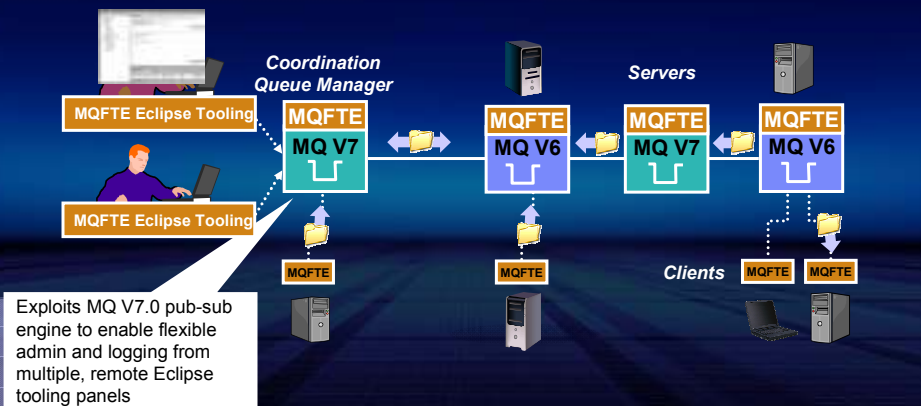 Coordination
Queue Manager
Servers
MQFTE Eclipse Tooling
MQFTE
MQ V7
MQFTE
MQ V6
MQFTE
MQ V7
MQFTE
MQ V6
MQFTE Eclipse Tooling
MQFTE
MQFTE
Clients
MQFTE
MQFTE
Exploits MQ V7.0 pub-sub
engine to enable flexible
admin and logging from
multiple, remote Eclipse
tooling panels